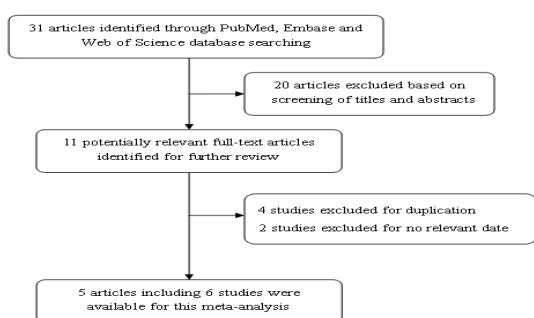 31 articles identified through PubMed, Embase and
Web of Science database searching
20 articles excluded based on
screening of titles and abstracts
11 potentially relevant full-text articles
identified for further review
4 studies excluded for duplication
2 studies excluded for no relevant date
5 articles including 6 studies were
available for this meta-analysis